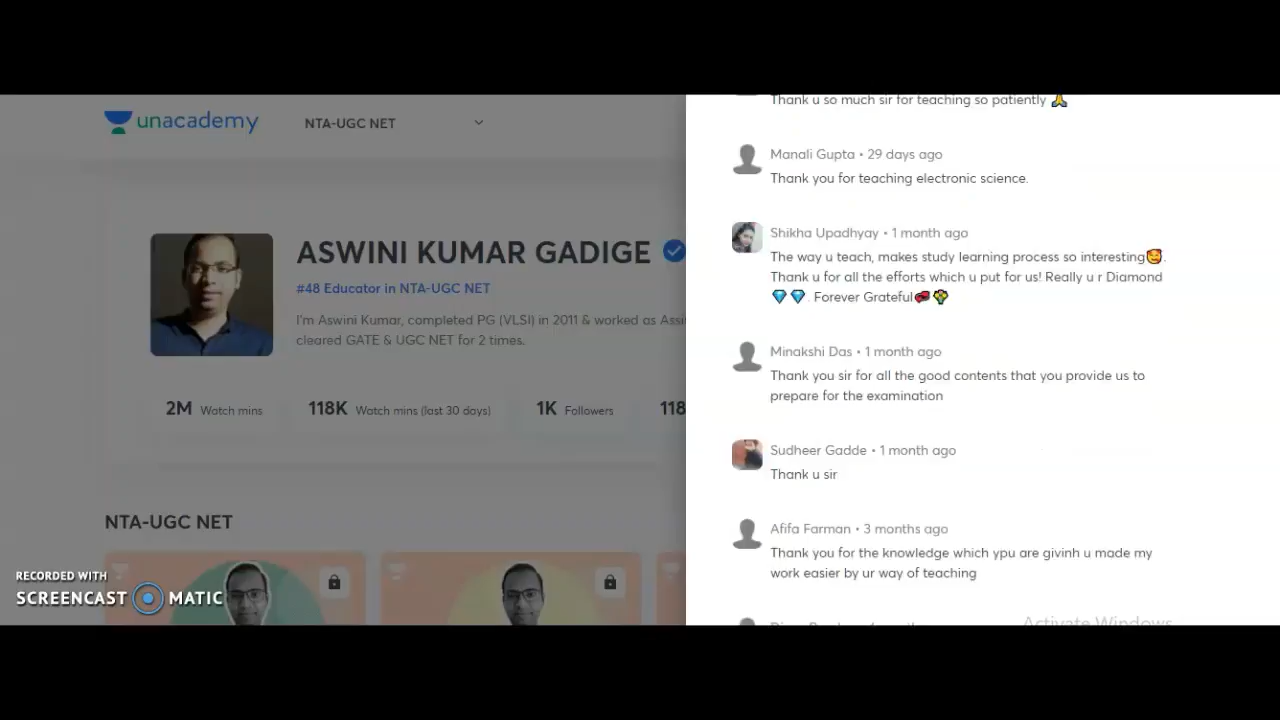 unacademy
NTA-UGC NET
ASWINI KUMAR GADIGE
#48 Educator in NTA-UGC NET
I'm Aswini Kumar, completed PG (VLSI) in 2011 & worked as
cleared GATE & UGC NET for 2 times.
2M Watch mins 118K Watch mins (last 30 days) 1K Followers 118
NTA-UGC NET
RECORDED WITH
SCREENCAST MATIC
Thank u so much sir for teaching so patiently 🙏
Manali Gupta • 29 days ago
Thank you for teaching electronic science.
Shikha Upadhyay • 1 month ago
The way u teach, makes study learning process so interesting🥰.
Thank u for all the efforts which u put for us! Really u r Diamond
💎 💎 Forever Grateful
Minakshi Das • 1 month ago
Thank you sir for all the good contents that you provide us to
prepare for the examination
Sudheer Gadde • 1 month ago
Thank u sir
Afifa Farman • 3 months ago
Thank you for the knowledge which ypu are givinh u made my
work easier by ur way of teaching
Activate Windows